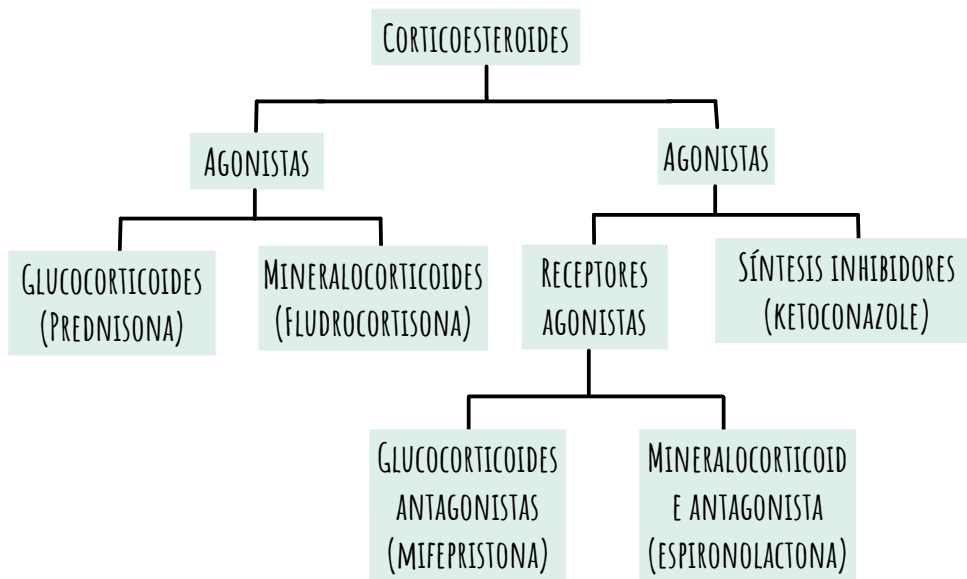 CORTICOESTEROIDES
AGONISTAS
AGONISTAS
GLUCOCORTICOIDES
(PREDNISONA)
MINERALOCORTICOIDES
(FLUDROCORTISONA)
RECEPTORES
AGONISTAS
SÍNTESIS INHIBIDORES
(KETOCONAZOLE)
GLUCOCORTICOIDES
ANTAGONISTAS
(MIFEPRISTONA)
MINERALOCORTICOID
E ANTAGONISTA
(ESPIRONOLACTONA)